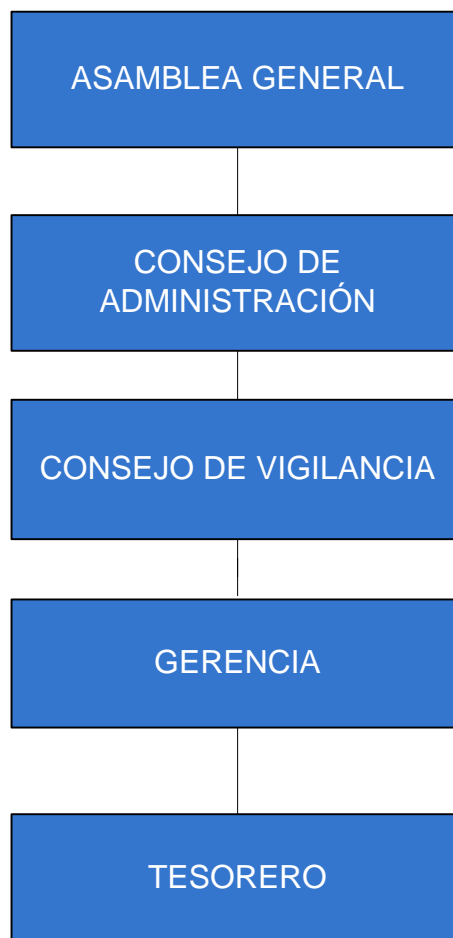 ASAMBLEA GENERAL
CONSEJO DE
ADMINISTRACIÓN
CONSEJO DE VIGILANCIA
GERENCIA
TESORERO